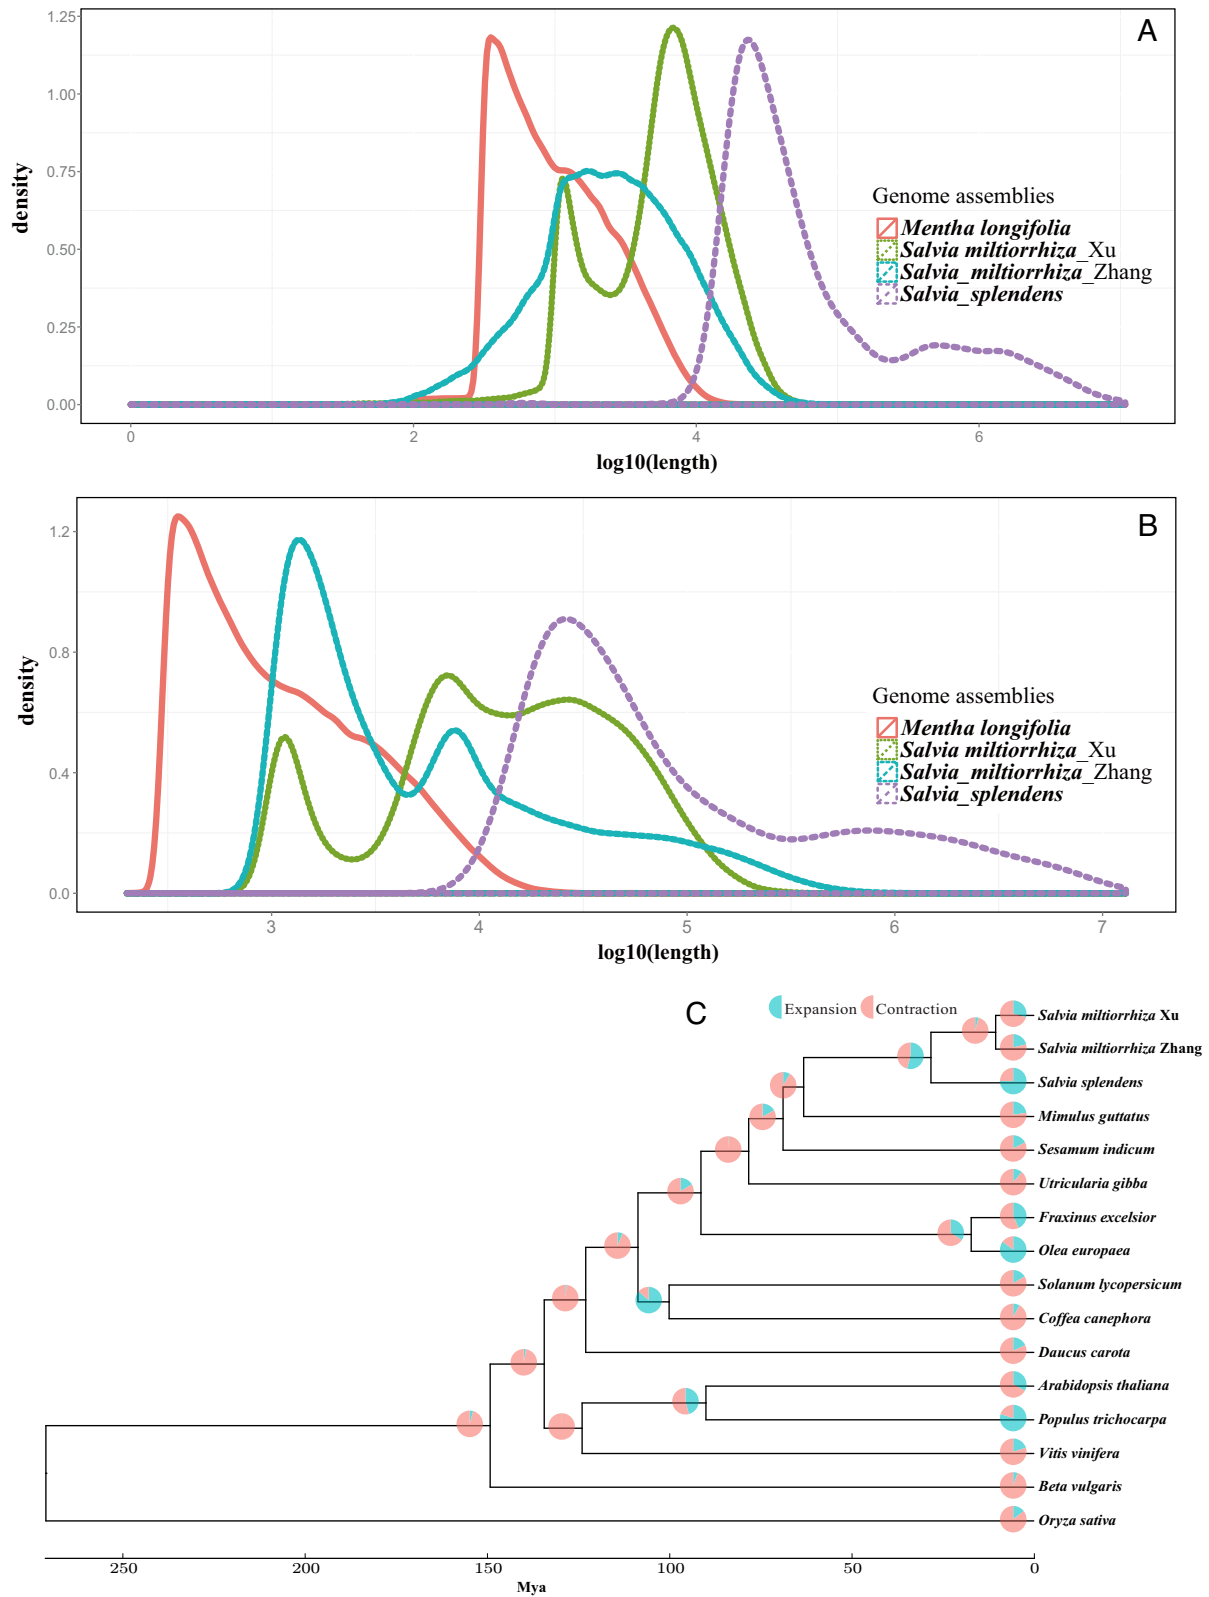 A
1.25
1.00
0.75
0.50
0.25
0.00
density
0 2 4 6
log10(length)
Genome assemblies
Mentha longifolia
Salvia miltiorrhiza_Xu
Salvia_miltiorrhiza_Zhang
Salvia_splendens
B
1.2
0.8
0.4
0.0
density
3 4 5 6 7
log10(length)
Genome assemblies
Mentha longifolia
Salvia miltiorrhiza_Xu
Salvia_miltiorrhiza_Zhang
Salvia_splendens
C
Expansion Contraction
Salvia miltiorrhiza Xu
Salvia miltiorrhiza Zhang
Salvia splendens
Mimulus guttatus
Sesamum indicum
Utricularia gibba
Fraxinus excelsior
Olea europaea
Solanum lycopersicum
Coffea canephora
Daucus carota
Arabidopsis thaliana
Populus trichocarpa
Vitis vinifera
Beta vulgaris
Oryza sativa
250 200 150 100 50 0
Mya